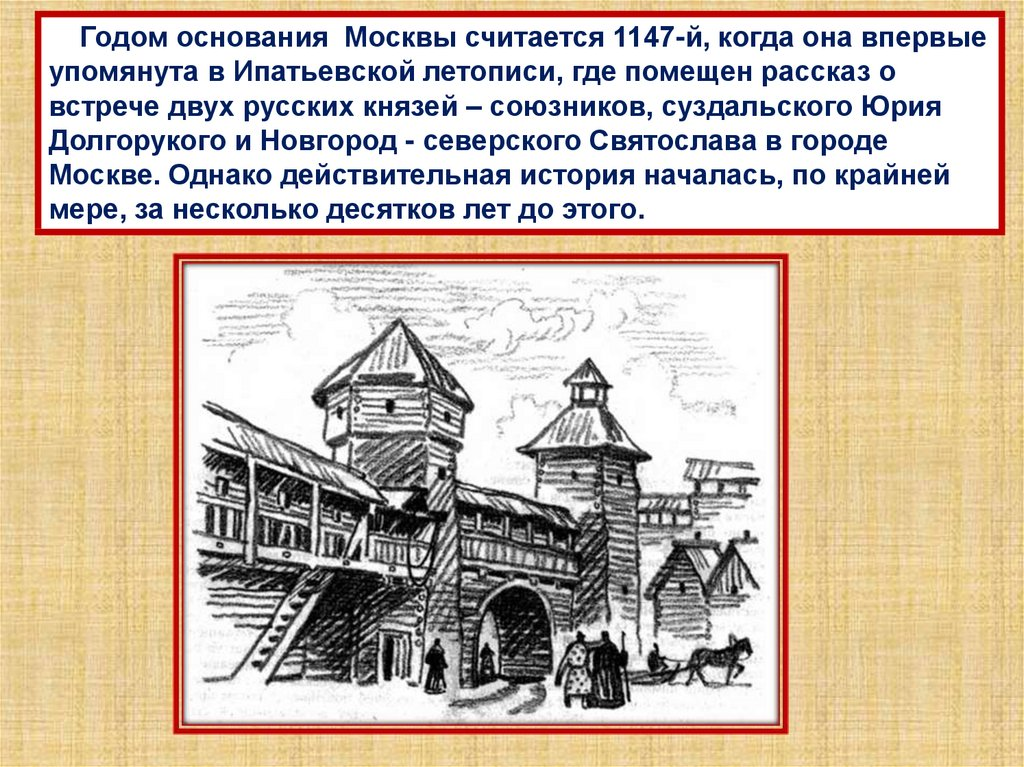 Годом основания Москвы считается 1147-й, когда она впервые
упомянута в Ипатьевской летописи, где помещен рассказ о
встрече двух русских князей – союзников, суздальского Юрия
Долгорукого и Новгород - северского Святослава в городе
Москве. Однако действительная история началась, по крайней
мере, за несколько десятков лет до этого.